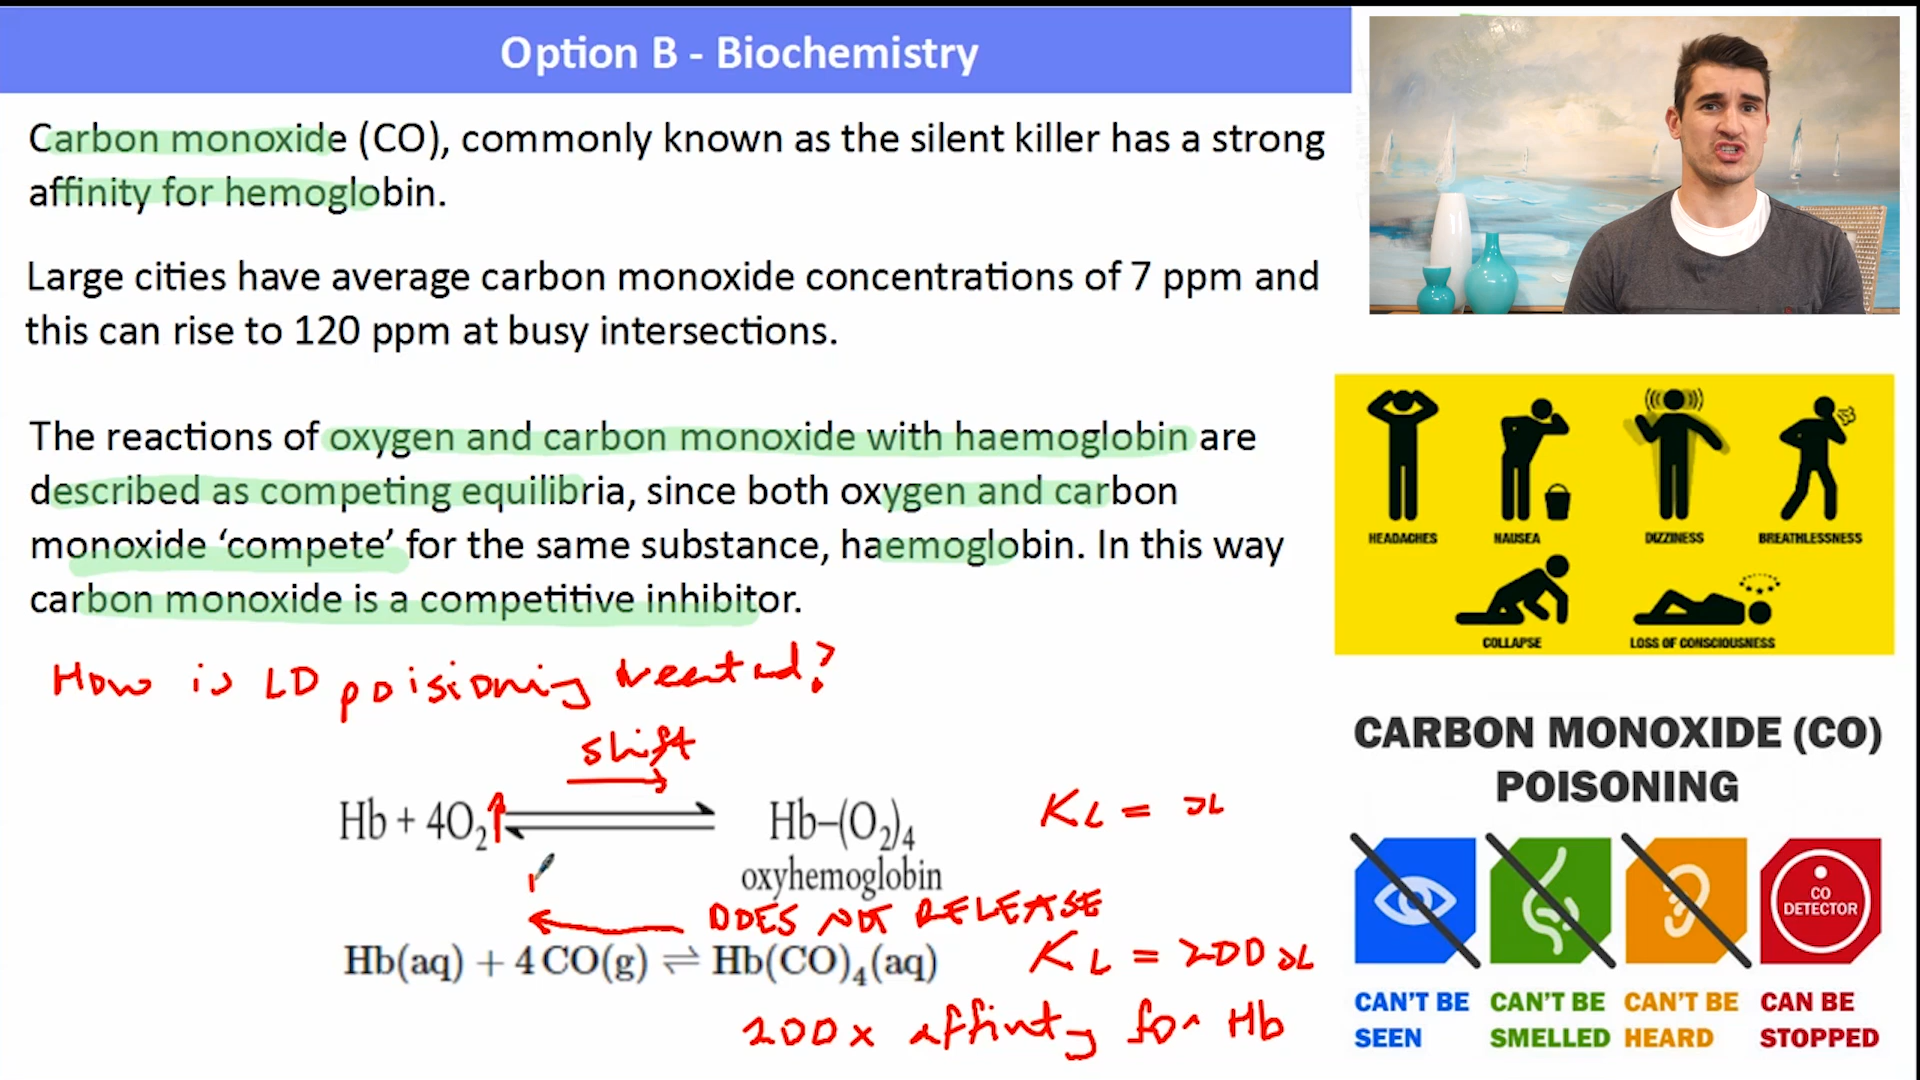 Option B - Biochemistry
Carbon monoxide (CO), commonly known as the silent killer has a strong
affinity for hemoglobin.
Large cities have average carbon monoxide concentrations of 7 ppm and
this can rise to 120 ppm at busy intersections.
The reactions of oxygen and carbon monoxide with haemoglobin are
described as competing equilibria, since both oxygen and carbon
monoxide ‘compete’ for the same substance, haemoglobin. In this way
carbon monoxide is a competitive inhibitor.
How is CO poisioning treated?
shift
Hb + 4O₂ ⇌ Hb–(O₂)₄
Kc = x
oxyhemoglobin
DOES NOT RELEASE
Hb(aq) + 4 CO(g) ⇌ Hb(CO)₄(aq)
Kc = 200x
200x affinty for Hb
HEADACHES
NAUSEA
DIZZINESS
BREATHLESSNESS
COLLAPSE
LOSS OF CONSCIOUSNESS
CARBON MONOXIDE (CO)
POISONING
CO
DETECTOR
CAN'T BE
SEEN
CAN'T BE
SMELLED
CAN'T BE
HEARD
CAN BE
STOPPED